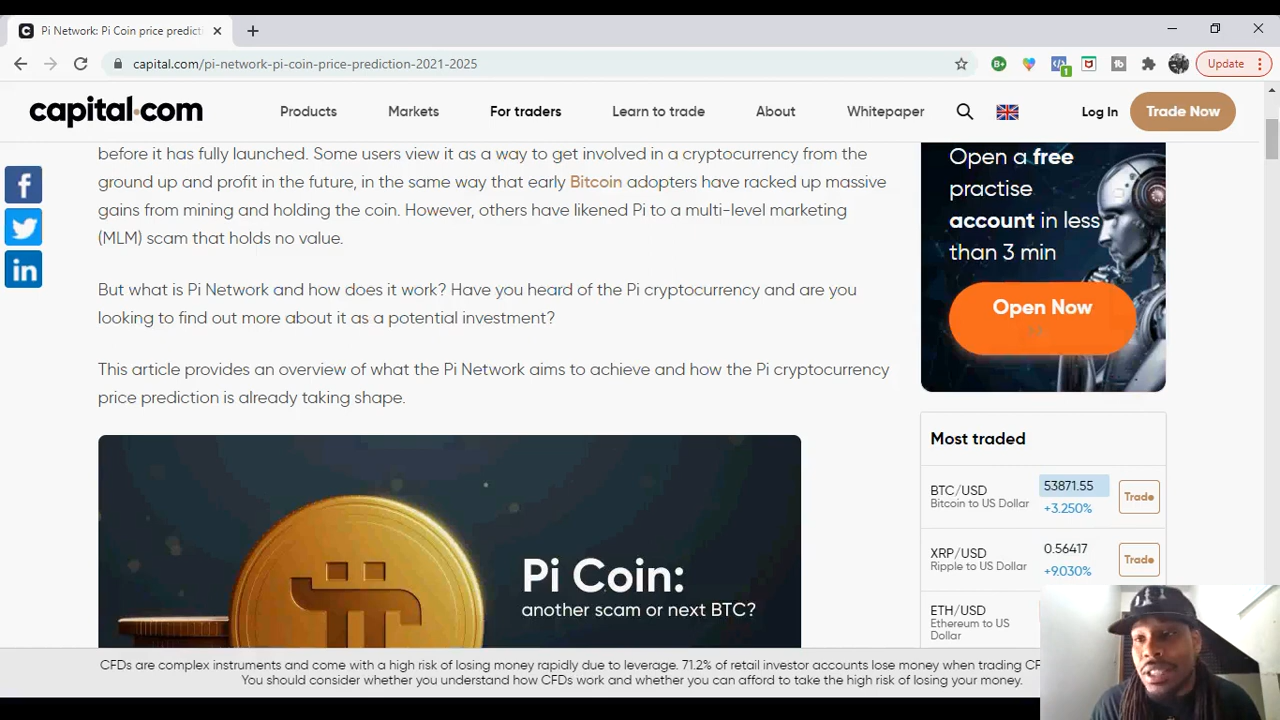 Pi Network: Pi Coin price predict
capital.com/pi-network-pi-coin-price-prediction-2021-2025
Update
capital.com
Products
Markets
For traders
Learn to trade
About
Whitepaper
Log In
Trade Now
before it has fully launched. Some users view it as a way to get involved in a cryptocurrency from the
ground up and profit in the future, in the same way that early Bitcoin adopters have racked up massive
gains from mining and holding the coin. However, others have likened Pi to a multi-level marketing
(MLM) scam that holds no value.
But what is Pi Network and how does it work? Have you heard of the Pi cryptocurrency and are you
looking to find out more about it as a potential investment?
This article provides an overview of what the Pi Network aims to achieve and how the Pi cryptocurrency
price prediction is already taking shape.
Pi Coin:
another scam or next BTC?
Open a free
practise
account in less
than 3 min
Open Now
Most traded
BTC/USD
Bitcoin to US Dollar
53871.55
+3.250%
Trade
XRP/USD
Ripple to US Dollar
0.56417
+9.030%
Trade
ETH/USD
Ethereum to US
Dollar
CFDs are complex instruments and come with a high risk of losing money rapidly due to leverage. 71.2% of retail investor accounts lose money when trading CF
You should consider whether you understand how CFDs work and whether you can afford to take the high risk of losing your money.